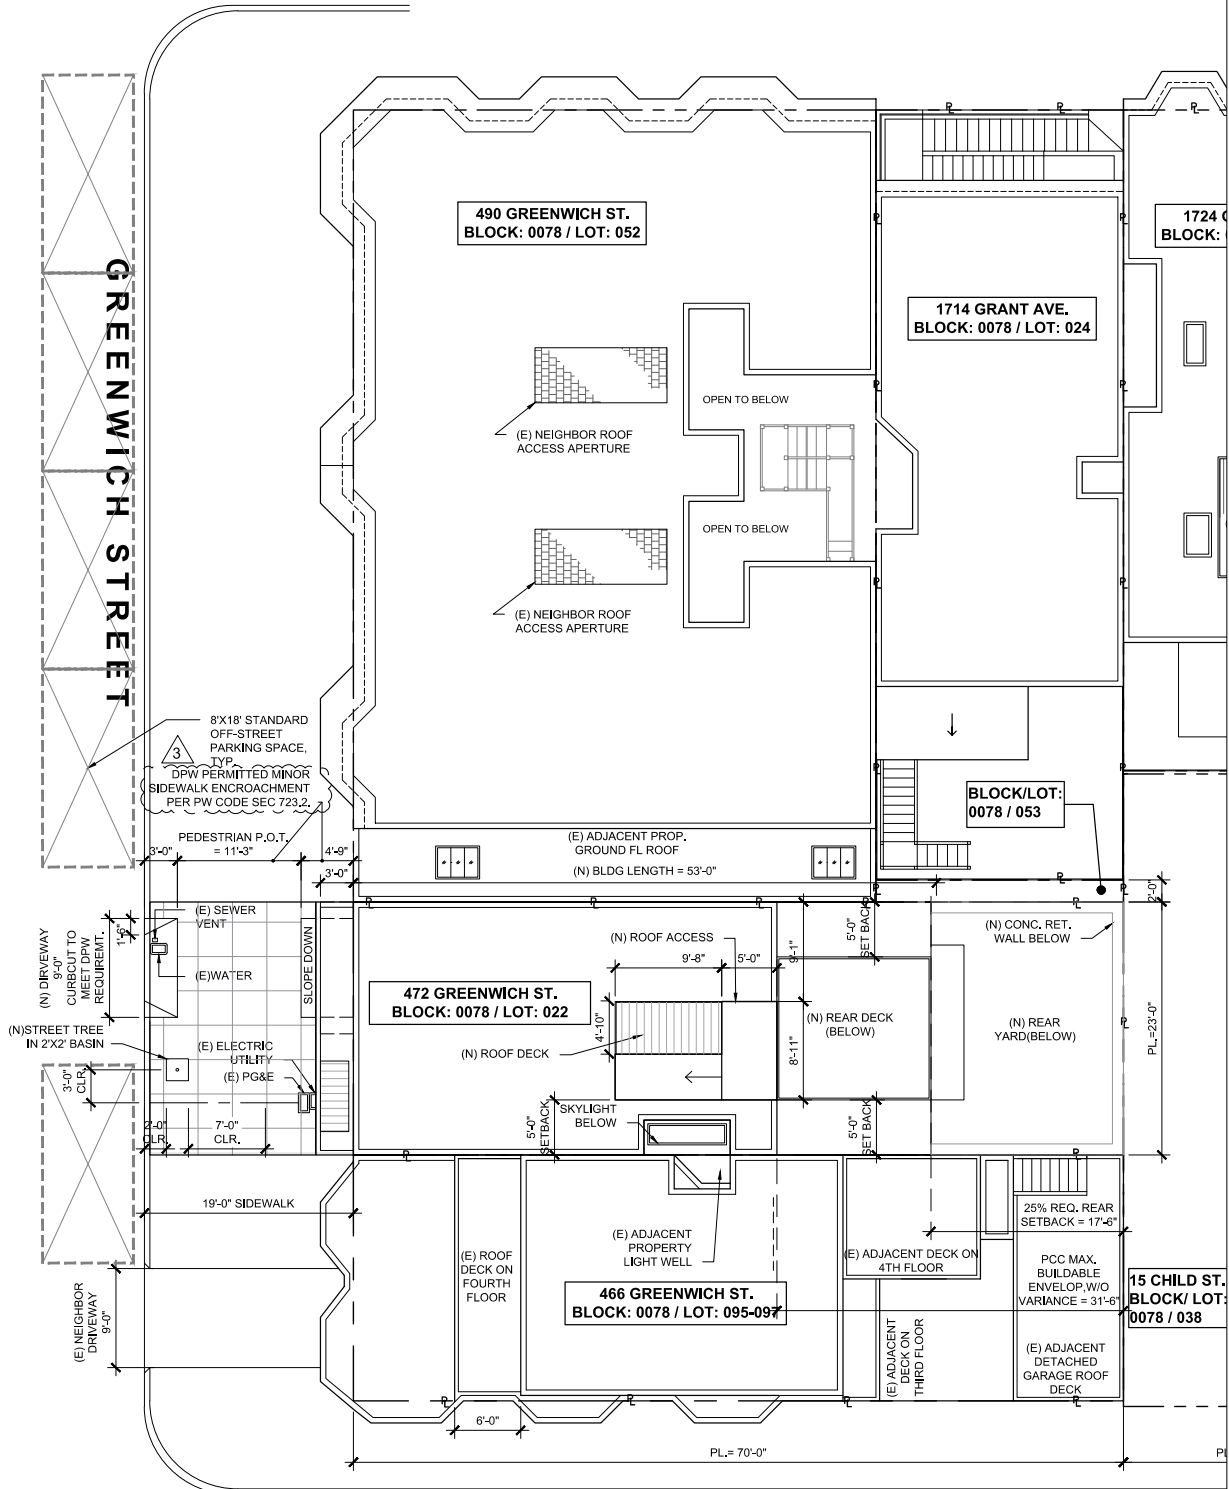 GREENWICH STREET
490 GREENWICH ST.
BLOCK: 0078 / LOT: 052
1724
BLOCK:
1714 GRANT AVE.
BLOCK: 0078 / LOT: 024
OPEN TO BELOW
(E) NEIGHBOR ROOF
ACCESS APERTURE
OPEN TO BELOW
(E) NEIGHBOR ROOF
ACCESS APERTURE
8'X18' STANDARD
OFF-STREET
PARKING SPACE,
TYP.
3
DPW PERMITTED MINOR
SIDEWALK ENCROACHMENT
PER PW CODE SEC 723.2.
PEDESTRIAN P.O.T.
= 11'-3"
3'-0"
4'-9"
3'-0"
(E) ADJACENT PROP.
GROUND FL ROOF
(N) BLDG LENGTH = 53'-0"
BLOCK/LOT:
0078 / 053
2'-0"
(E) SEWER
VENT
1'-6"
(N) DIRVEWAY
9'-0"
CURBCUT TO
MEET DPW
REQUIREMT.
(E)WATER
SLOPE DOWN
(N) ROOF ACCESS
9'-8"
5'-0"
9'-1"
5'-0"
SET BACK
(N) CONC. RET.
WALL BELOW
472 GREENWICH ST.
BLOCK: 0078 / LOT: 022
4'-10"
8'-11"
(N) REAR DECK
(BELOW)
(N) REAR
YARD(BELOW)
PL.=23'-0"
(N)STREET TREE
IN 2'X2' BASIN
(E) ELECTRIC
UTILITY
(E) PG&E
(N) ROOF DECK
3'-0"
CLR.
2'-0"
CLR.
7'-0"
CLR.
SKYLIGHT
BELOW
5'-0"
SETBACK
5'-0"
SET BACK
19'-0" SIDEWALK
(E) ROOF
DECK ON
FOURTH
FLOOR
(E) ADJACENT
PROPERTY
LIGHT WELL
(E) ADJACENT DECK ON
4TH FLOOR
25% REQ. REAR
SETBACK = 17'-6"
PCC MAX.
BUILDABLE
ENVELOP,W/O
VARIANCE = 31'-6"
15 CHILD ST.
BLOCK/ LOT:
0078 / 038
466 GREENWICH ST.
BLOCK: 0078 / LOT: 095-097
(E) NEIGHBOR
DRIVEWAY
9'-0"
(E) ADJACENT
DECK ON
THIRD FLOOR
(E) ADJACENT
DETACHED
GARAGE ROOF
DECK
6'-0"
PL.= 70'-0"